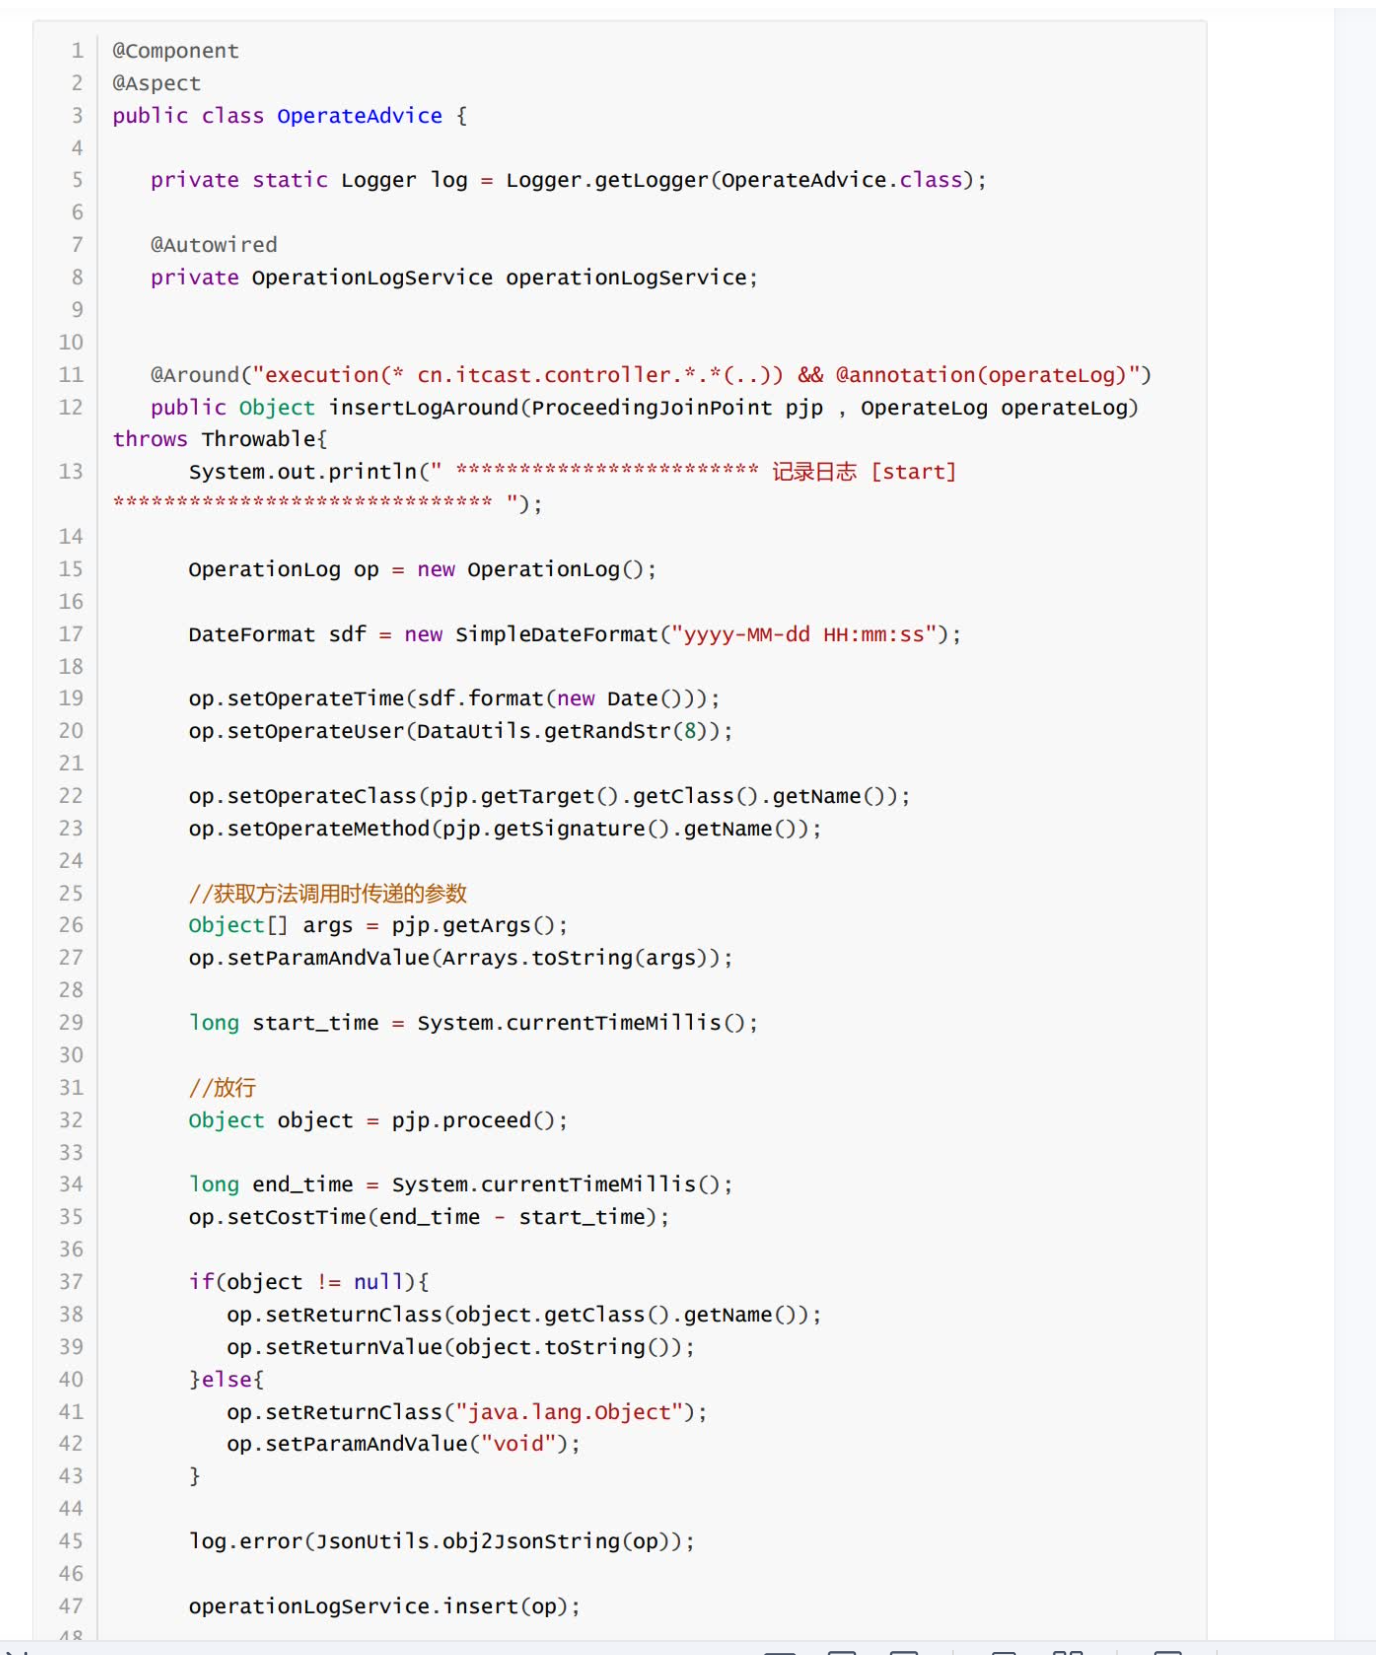 1 @Component
2 @Aspect
3 public class OperateAdvice {
4
5 private static Logger log = Logger.getLogger(OperateAdvice.class);
6
7 @Autowired
8 private OperationLogService operationLogService;
9
10
11 @Around("execution(* cn.itcast.controller.*.*(..)) && @annotation(operateLog)")
12 public Object insertLogAround(ProceedingJoinPoint pjp , OperateLog operateLog)
throws Throwable{
13 System.out.println(" ************************ 记录日志 [start]
****************************** ");
14
15 OperationLog op = new OperationLog();
16
17 DateFormat sdf = new SimpleDateFormat("yyyy-MM-dd HH:mm:ss");
18
19 op.setOperateTime(sdf.format(new Date()));
20 op.setOperateUser(DataUtils.getRandStr(8));
21
22 op.setOperateClass(pjp.getTarget().getClass().getName());
23 op.setOperateMethod(pjp.getSignature().getName());
24
25 //获取方法调用时传递的参数
26 Object[] args = pjp.getArgs();
27 op.setParamAndValue(Arrays.toString(args));
28
29 long start_time = System.currentTimeMillis();
30
31 //放行
32 Object object = pjp.proceed();
33
34 long end_time = System.currentTimeMillis();
35 op.setCostTime(end_time - start_time);
36
37 if(object != null){
38 op.setReturnClass(object.getClass().getName());
39 op.setReturnValue(object.toString());
40 }else{
41 op.setReturnClass("java.lang.Object");
42 op.setParamAndValue("void");
43 }
44
45 log.error(JsonUtils.obj2JsonString(op));
46
47 operationLogService.insert(op);
48